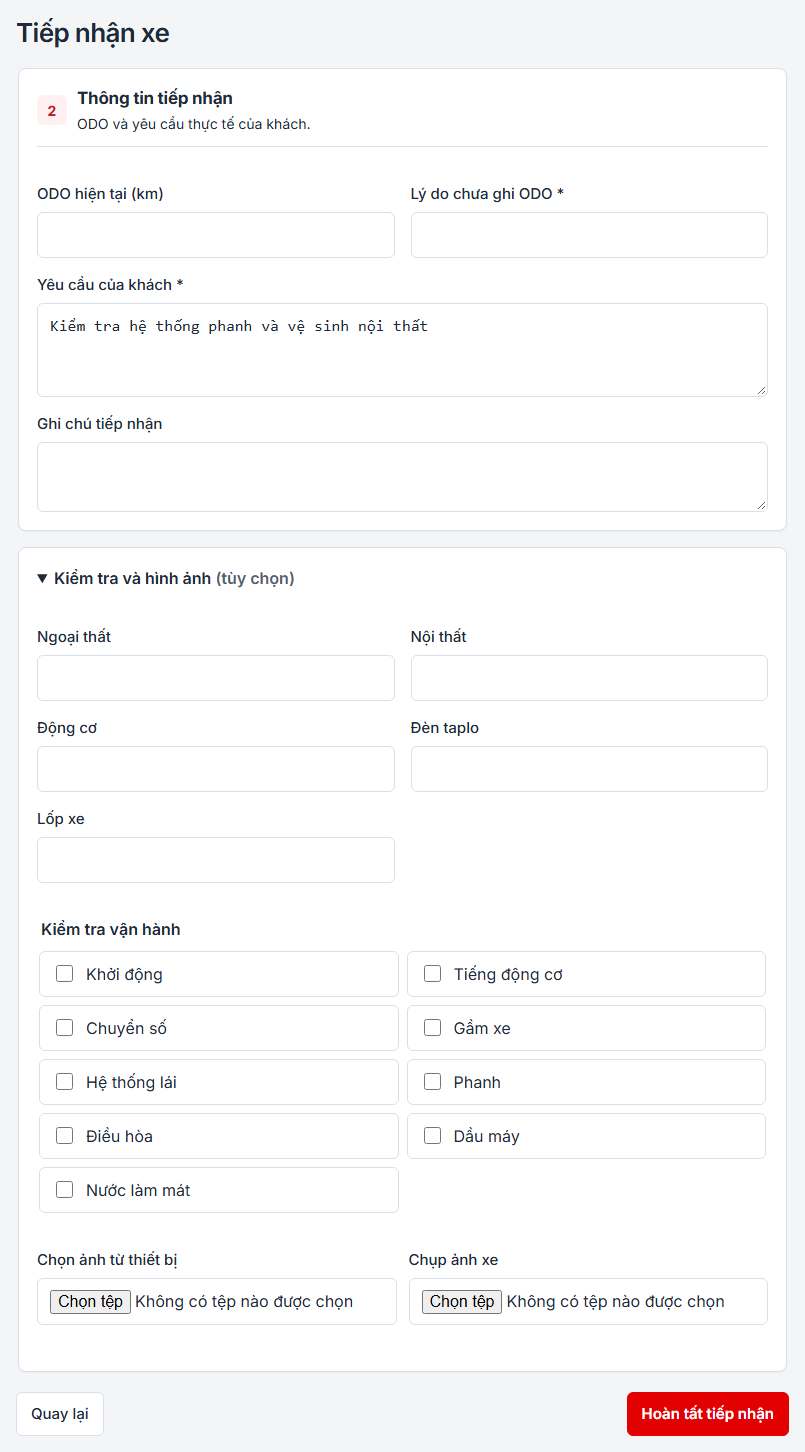 Tiếp nhận xe
2
Thông tin tiếp nhận
ODO và yêu cầu thực tế của khách.
ODO hiện tại (km)
Lý do chưa ghi ODO *
Yêu cầu của khách *
Kiểm tra hệ thống phanh và vệ sinh nội thất
Ghi chú tiếp nhận
▼ Kiểm tra và hình ảnh (tùy chọn)
Ngoại thất
Nội thất
Động cơ
Đèn taplo
Lốp xe
Kiểm tra vận hành
Khởi động
Tiếng động cơ
Chuyển số
Gầm xe
Hệ thống lái
Phanh
Điều hòa
Dầu máy
Nước làm mát
Chọn ảnh từ thiết bị
Chụp ảnh xe
Chọn tệp Không có tệp nào được chọn
Chọn tệp Không có tệp nào được chọn
Quay lại
Hoàn tất tiếp nhận